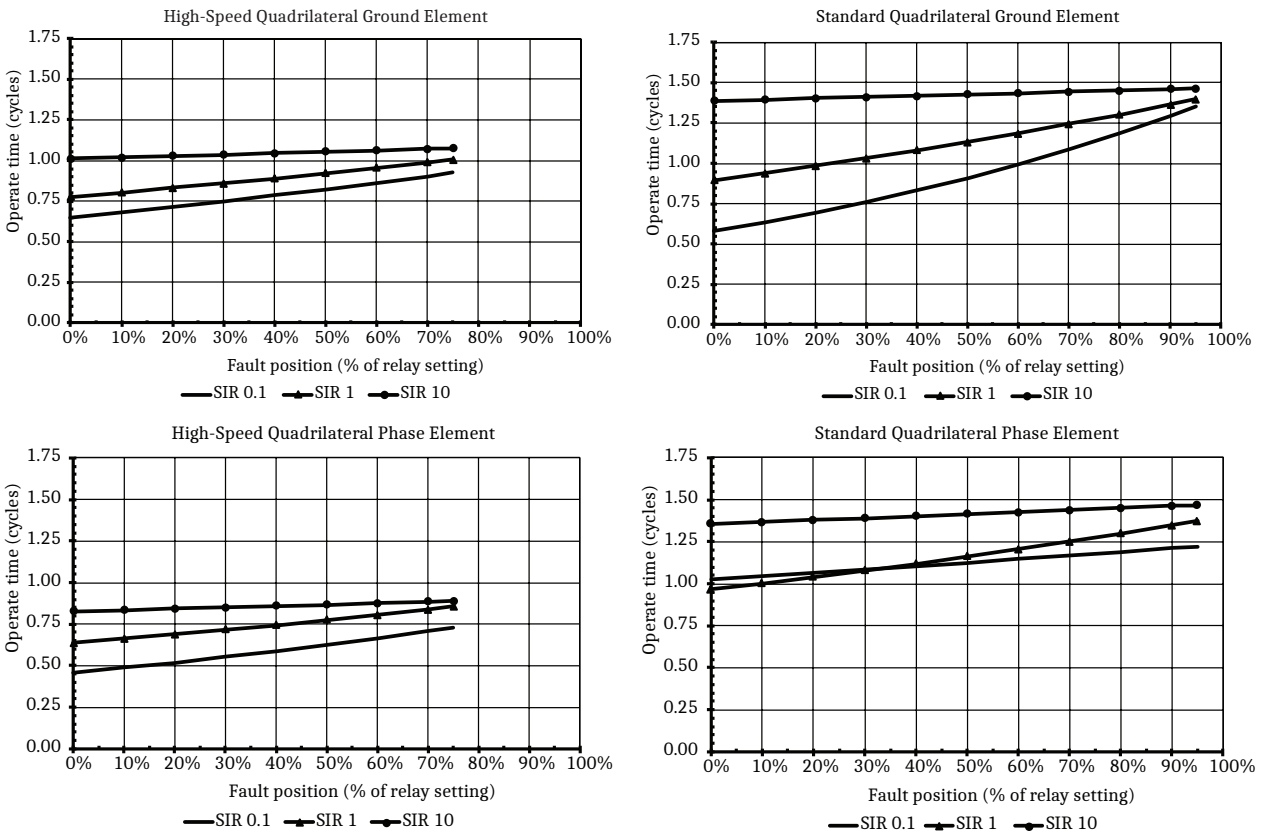 High-Speed Quadrilateral Ground Element
1.75
1.50
1.25
1.00
0.75
0.50
0.25
0.00
Operate time (cycles)
0% 10% 20% 30% 40% 50% 60% 70% 80% 90% 100%
Fault position (% of relay setting)
SIR 0.1 SIR 1 SIR 10
Standard Quadrilateral Ground Element
1.75
1.50
1.25
1.00
0.75
0.50
0.25
0.00
Operate time (cycles)
0% 10% 20% 30% 40% 50% 60% 70% 80% 90% 100%
Fault position (% of relay setting)
SIR 0.1 SIR 1 SIR 10
High-Speed Quadrilateral Phase Element
1.75
1.50
1.25
1.00
0.75
0.50
0.25
0.00
Operate time (cycles)
0% 10% 20% 30% 40% 50% 60% 70% 80% 90% 100%
Fault position (% of relay setting)
SIR 0.1 SIR 1 SIR 10
Standard Quadrilateral Phase Element
1.75
1.50
1.25
1.00
0.75
0.50
0.25
0.00
Operate time (cycles)
0% 10% 20% 30% 40% 50% 60% 70% 80% 90% 100%
Fault position (% of relay setting)
SIR 0.1 SIR 1 SIR 10